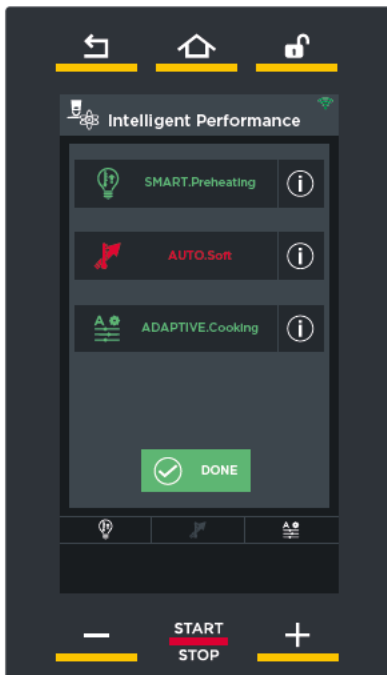 Intelligent Performance
SMART.Preheating
AUTO.Soft
ADAPTIVE.Cooking
DONE
START
STOP